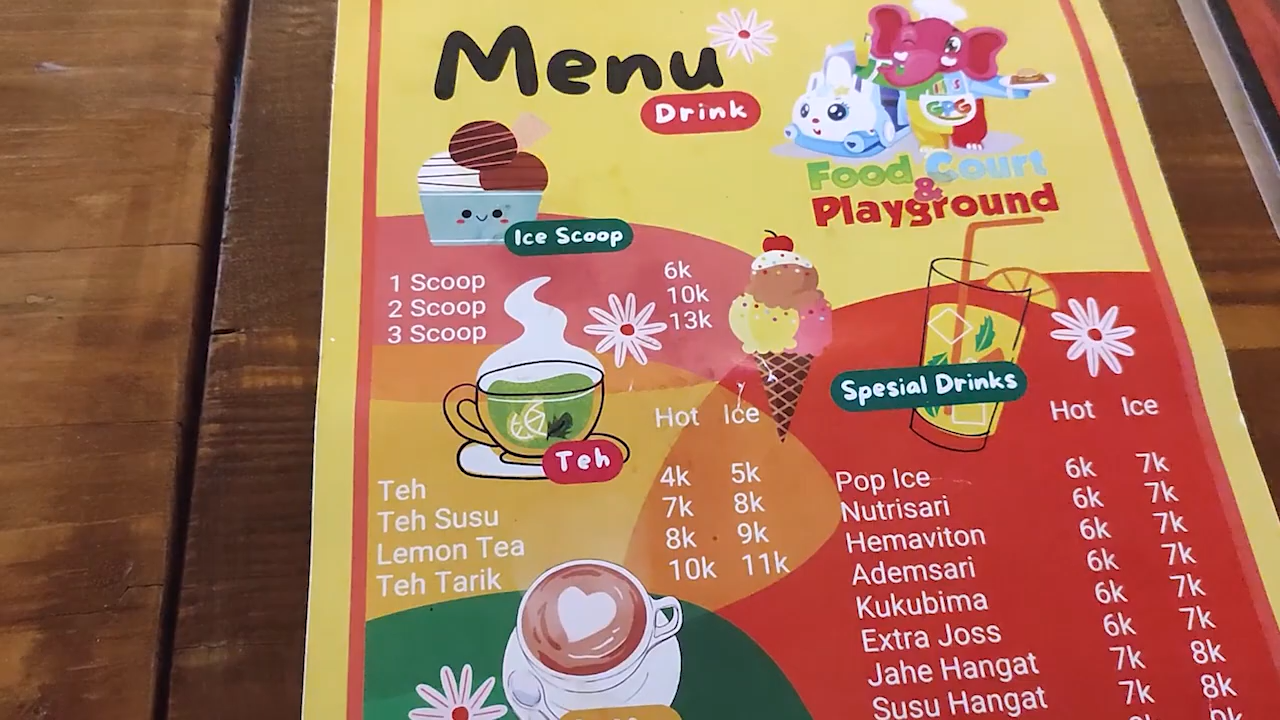 Menu
Drink
GPG
Food Court
&
Playground
Ice Scoop
1 Scoop 6k
2 Scoop 10k
3 Scoop 13k
Teh
Hot Ice
Teh 4k 5k
Teh Susu 7k 8k
Lemon Tea 8k 9k
Teh Tarik 10k 11k
Spesial Drinks
Hot Ice
Pop Ice 6k 7k
Nutrisari 6k 7k
Hemaviton 6k 7k
Ademsari 6k 7k
Kukubima 6k 7k
Extra Joss 6k 7k
Jahe Hangat 7k 8k
Susu Hangat 7k 8k